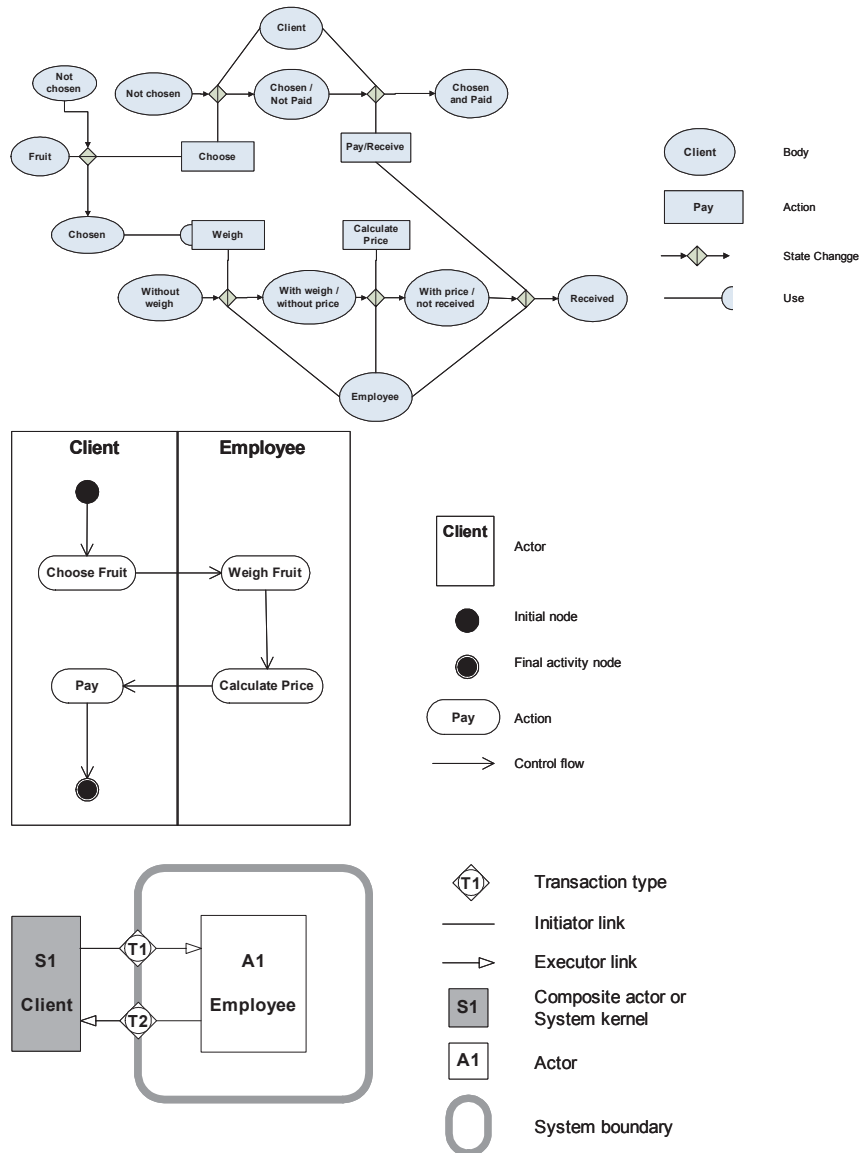 Client
Not
chosen
Not chosen
Chosen /
Not Paid
Chosen
and Paid
Fruit
Choose
Pay/Receive
Chosen
Weigh
Calculate
Price
Without
weigh
With weigh /
without price
With price /
not received
Received
Employee
Client
Body
Pay
Action
State Changge
Use
Client
Employee
Choose Fruit
Weigh Fruit
Pay
Calculate Price
Client
Actor
Initial node
Final activity node
Pay
Action
Control flow
S1
Client
T1
T2
A1
Employee
T1
Transaction type
Initiator link
Executor link
S1
Composite actor or
System kernel
A1
Actor
System boundary